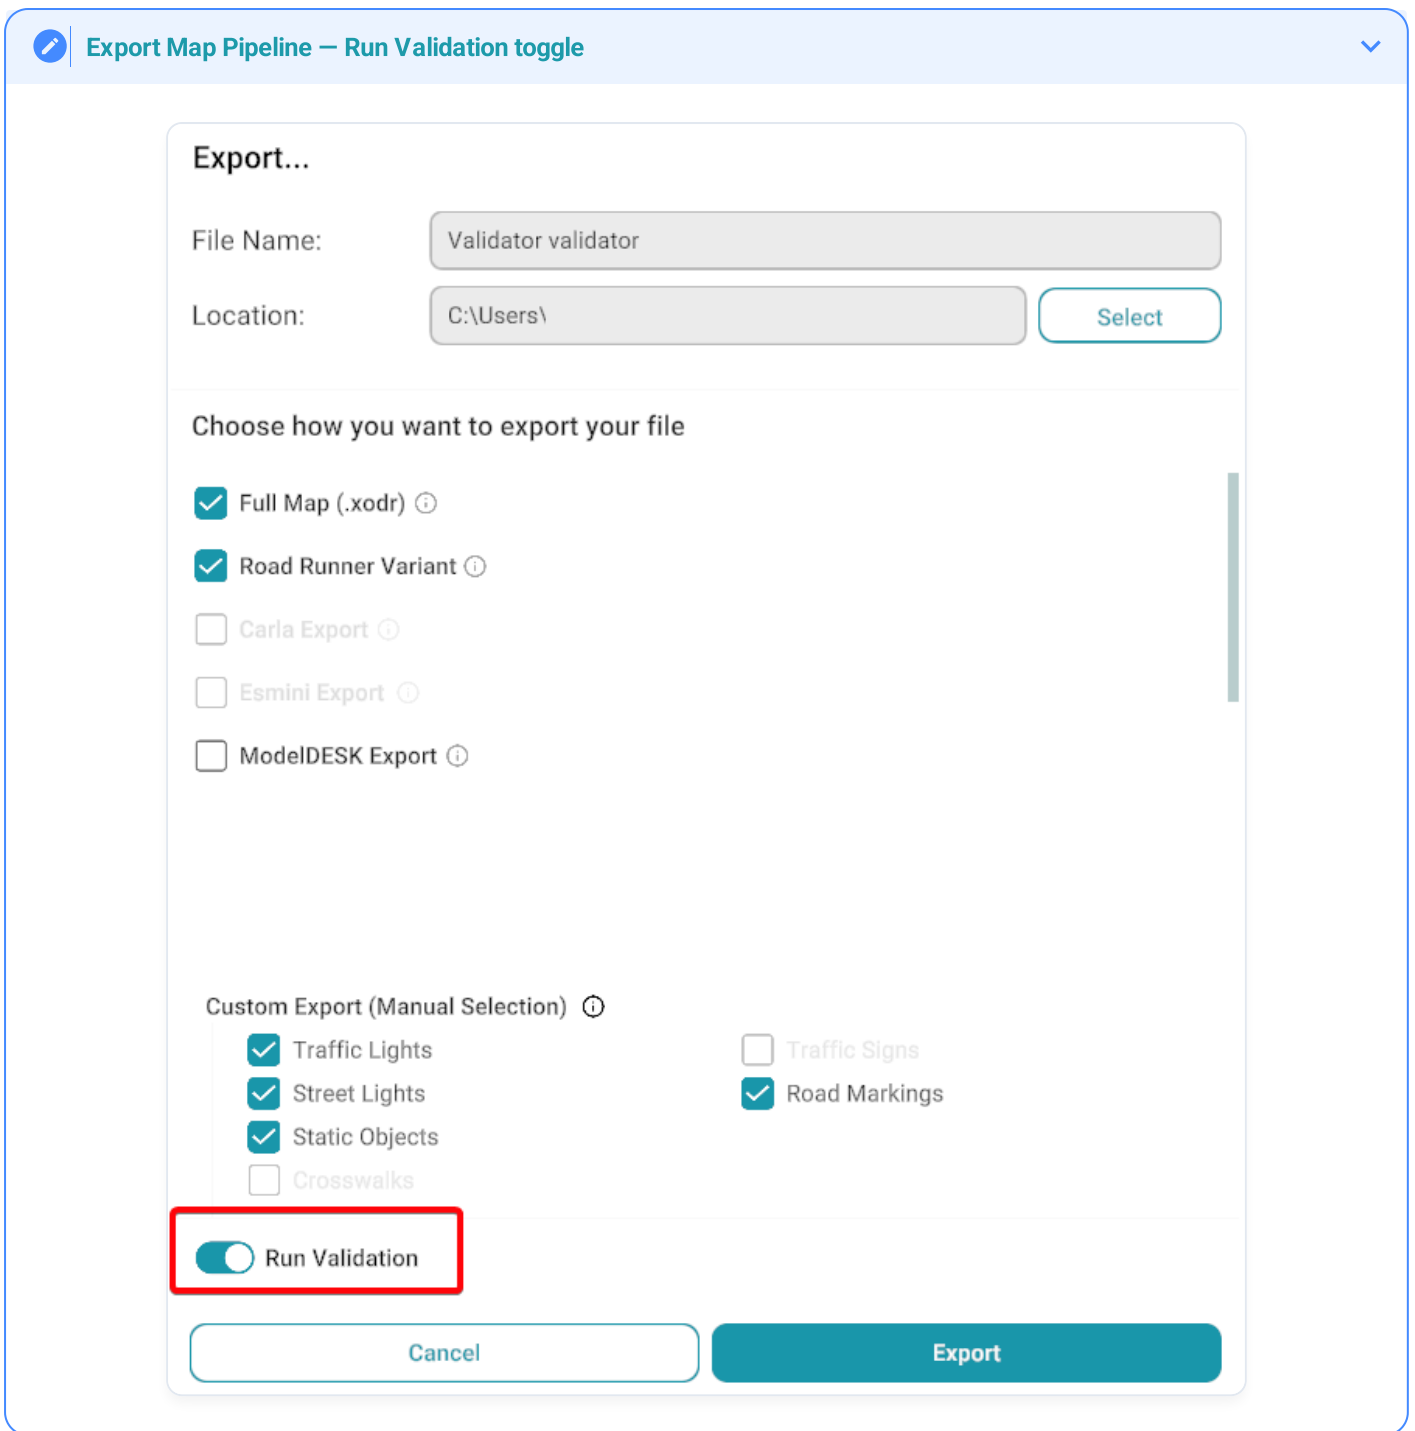 Export Map Pipeline — Run Validation toggle
Export...
File Name:
Validator validator
Location:
C:\Users\
Select
Choose how you want to export your file
Full Map (.xodr)
Road Runner Variant
Carla Export
Esmini Export
ModelDESK Export
Custom Export (Manual Selection)
Traffic Lights
Traffic Signs
Street Lights
Road Markings
Static Objects
Crosswalks
Run Validation
Cancel
Export